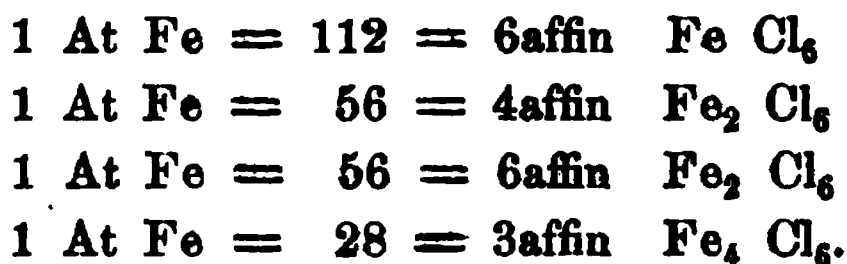 1 At Fe = 112 = 6affin Fe Cl₆
1 At Fe = 56 = 4affin Fe₂ Cl₆
1 At Fe = 56 = 6affin Fe₂ Cl₆
1 At Fe = 28 = 3affin Fe₄ Cl₆.